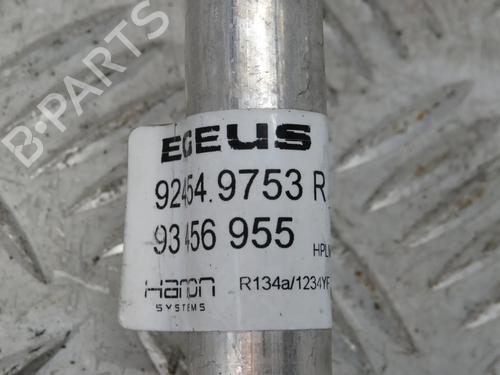 B-PARTS
EGEUS
92454.9753 R
93456 955
HPL
Hanon R134a/1234YF
SYSTEMS